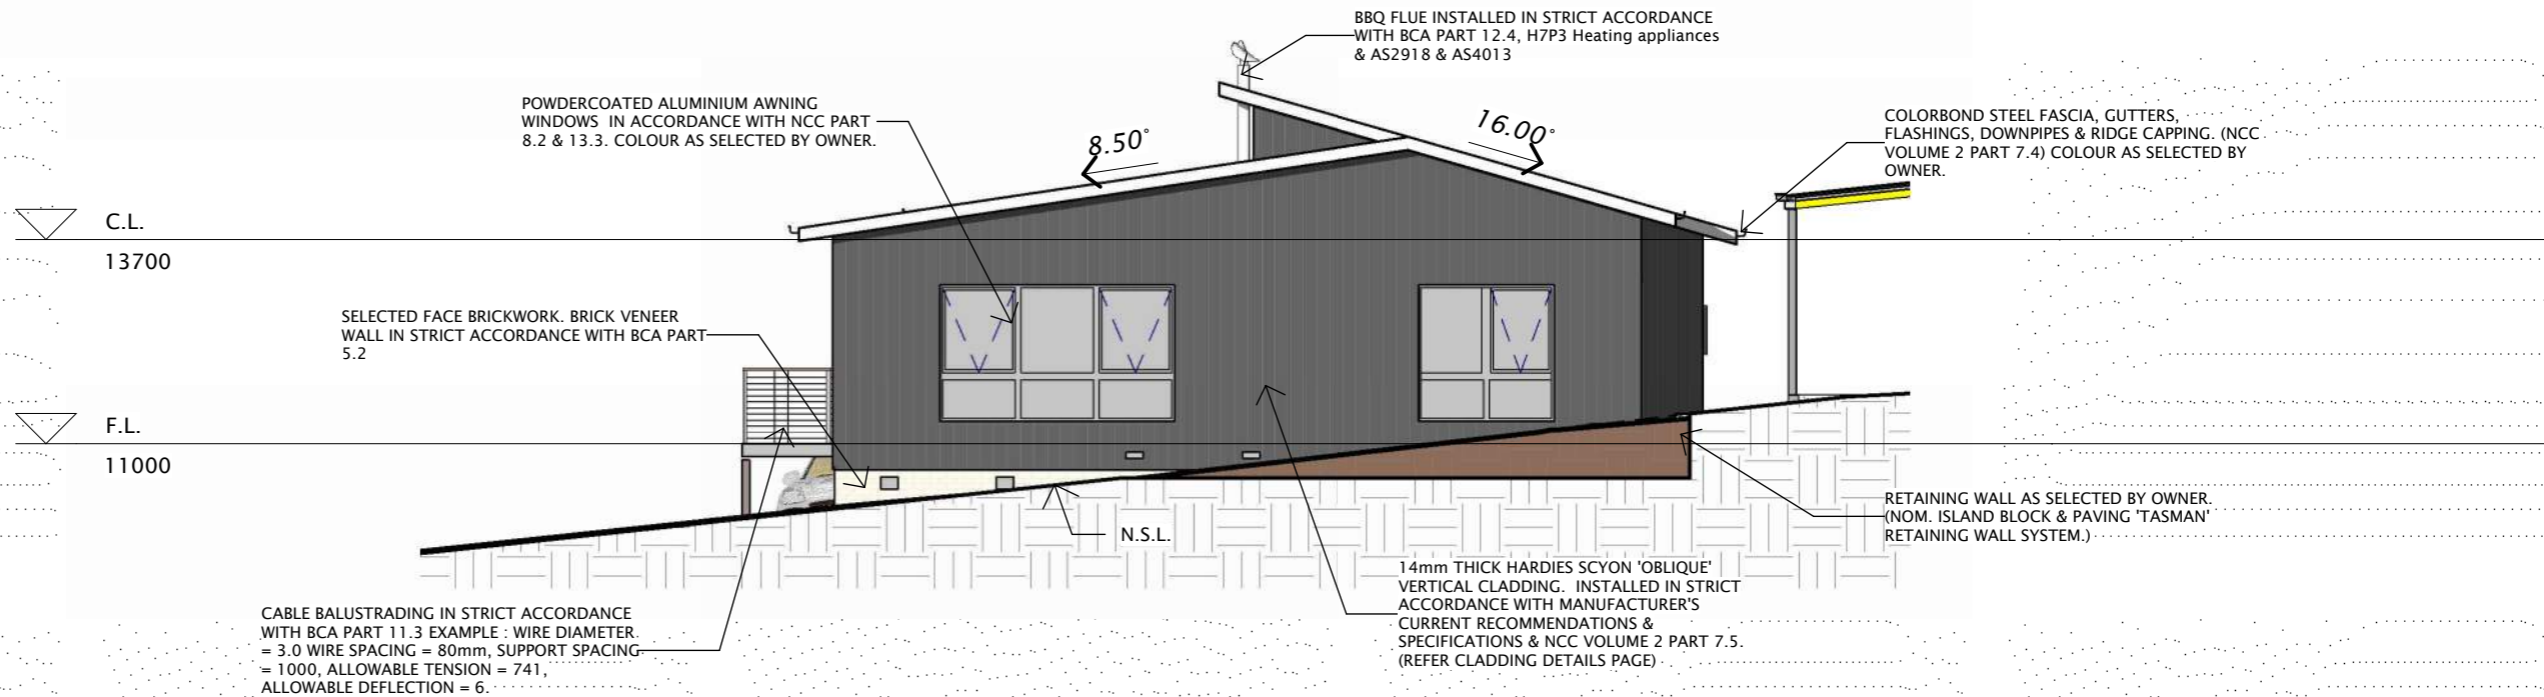 BBQ FLUE INSTALLED IN STRICT ACCORDANCE
WITH BCA PART 12.4, H7P3 Heating appliances
& AS2918 & AS4013
POWDERCOATED ALUMINIUM AWNING
WINDOWS IN ACCORDANCE WITH NCC PART
8.2 & 13.3. COLOUR AS SELECTED BY OWNER.
8.50°
16.00°
COLORBOND STEEL FASCIA, GUTTERS,
FLASHINGS, DOWNPIPES & RIDGE CAPPING. (NCC
VOLUME 2 PART 7.4) COLOUR AS SELECTED BY
OWNER.
C.L.
13700
SELECTED FACE BRICKWORK. BRICK VENEER
WALL IN STRICT ACCORDANCE WITH BCA PART
5.2
F.L.
11000
N.S.L.
RETAINING WALL AS SELECTED BY OWNER.
(NOM. ISLAND BLOCK & PAVING 'TASMAN'
RETAINING WALL SYSTEM.)
14mm THICK HARDIES SCYON 'OBLIQUE'
VERTICAL CLADDING. INSTALLED IN STRICT
ACCORDANCE WITH MANUFACTURER'S
CURRENT RECOMMENDATIONS &
SPECIFICATIONS & NCC VOLUME 2 PART 7.5.
(REFER CLADDING DETAILS PAGE)
CABLE BALUSTRADING IN STRICT ACCORDANCE
WITH BCA PART 11.3 EXAMPLE : WIRE DIAMETER
= 3.0 WIRE SPACING = 80mm, SUPPORT SPACING
= 1000, ALLOWABLE TENSION = 741,
ALLOWABLE DEFLECTION = 6.